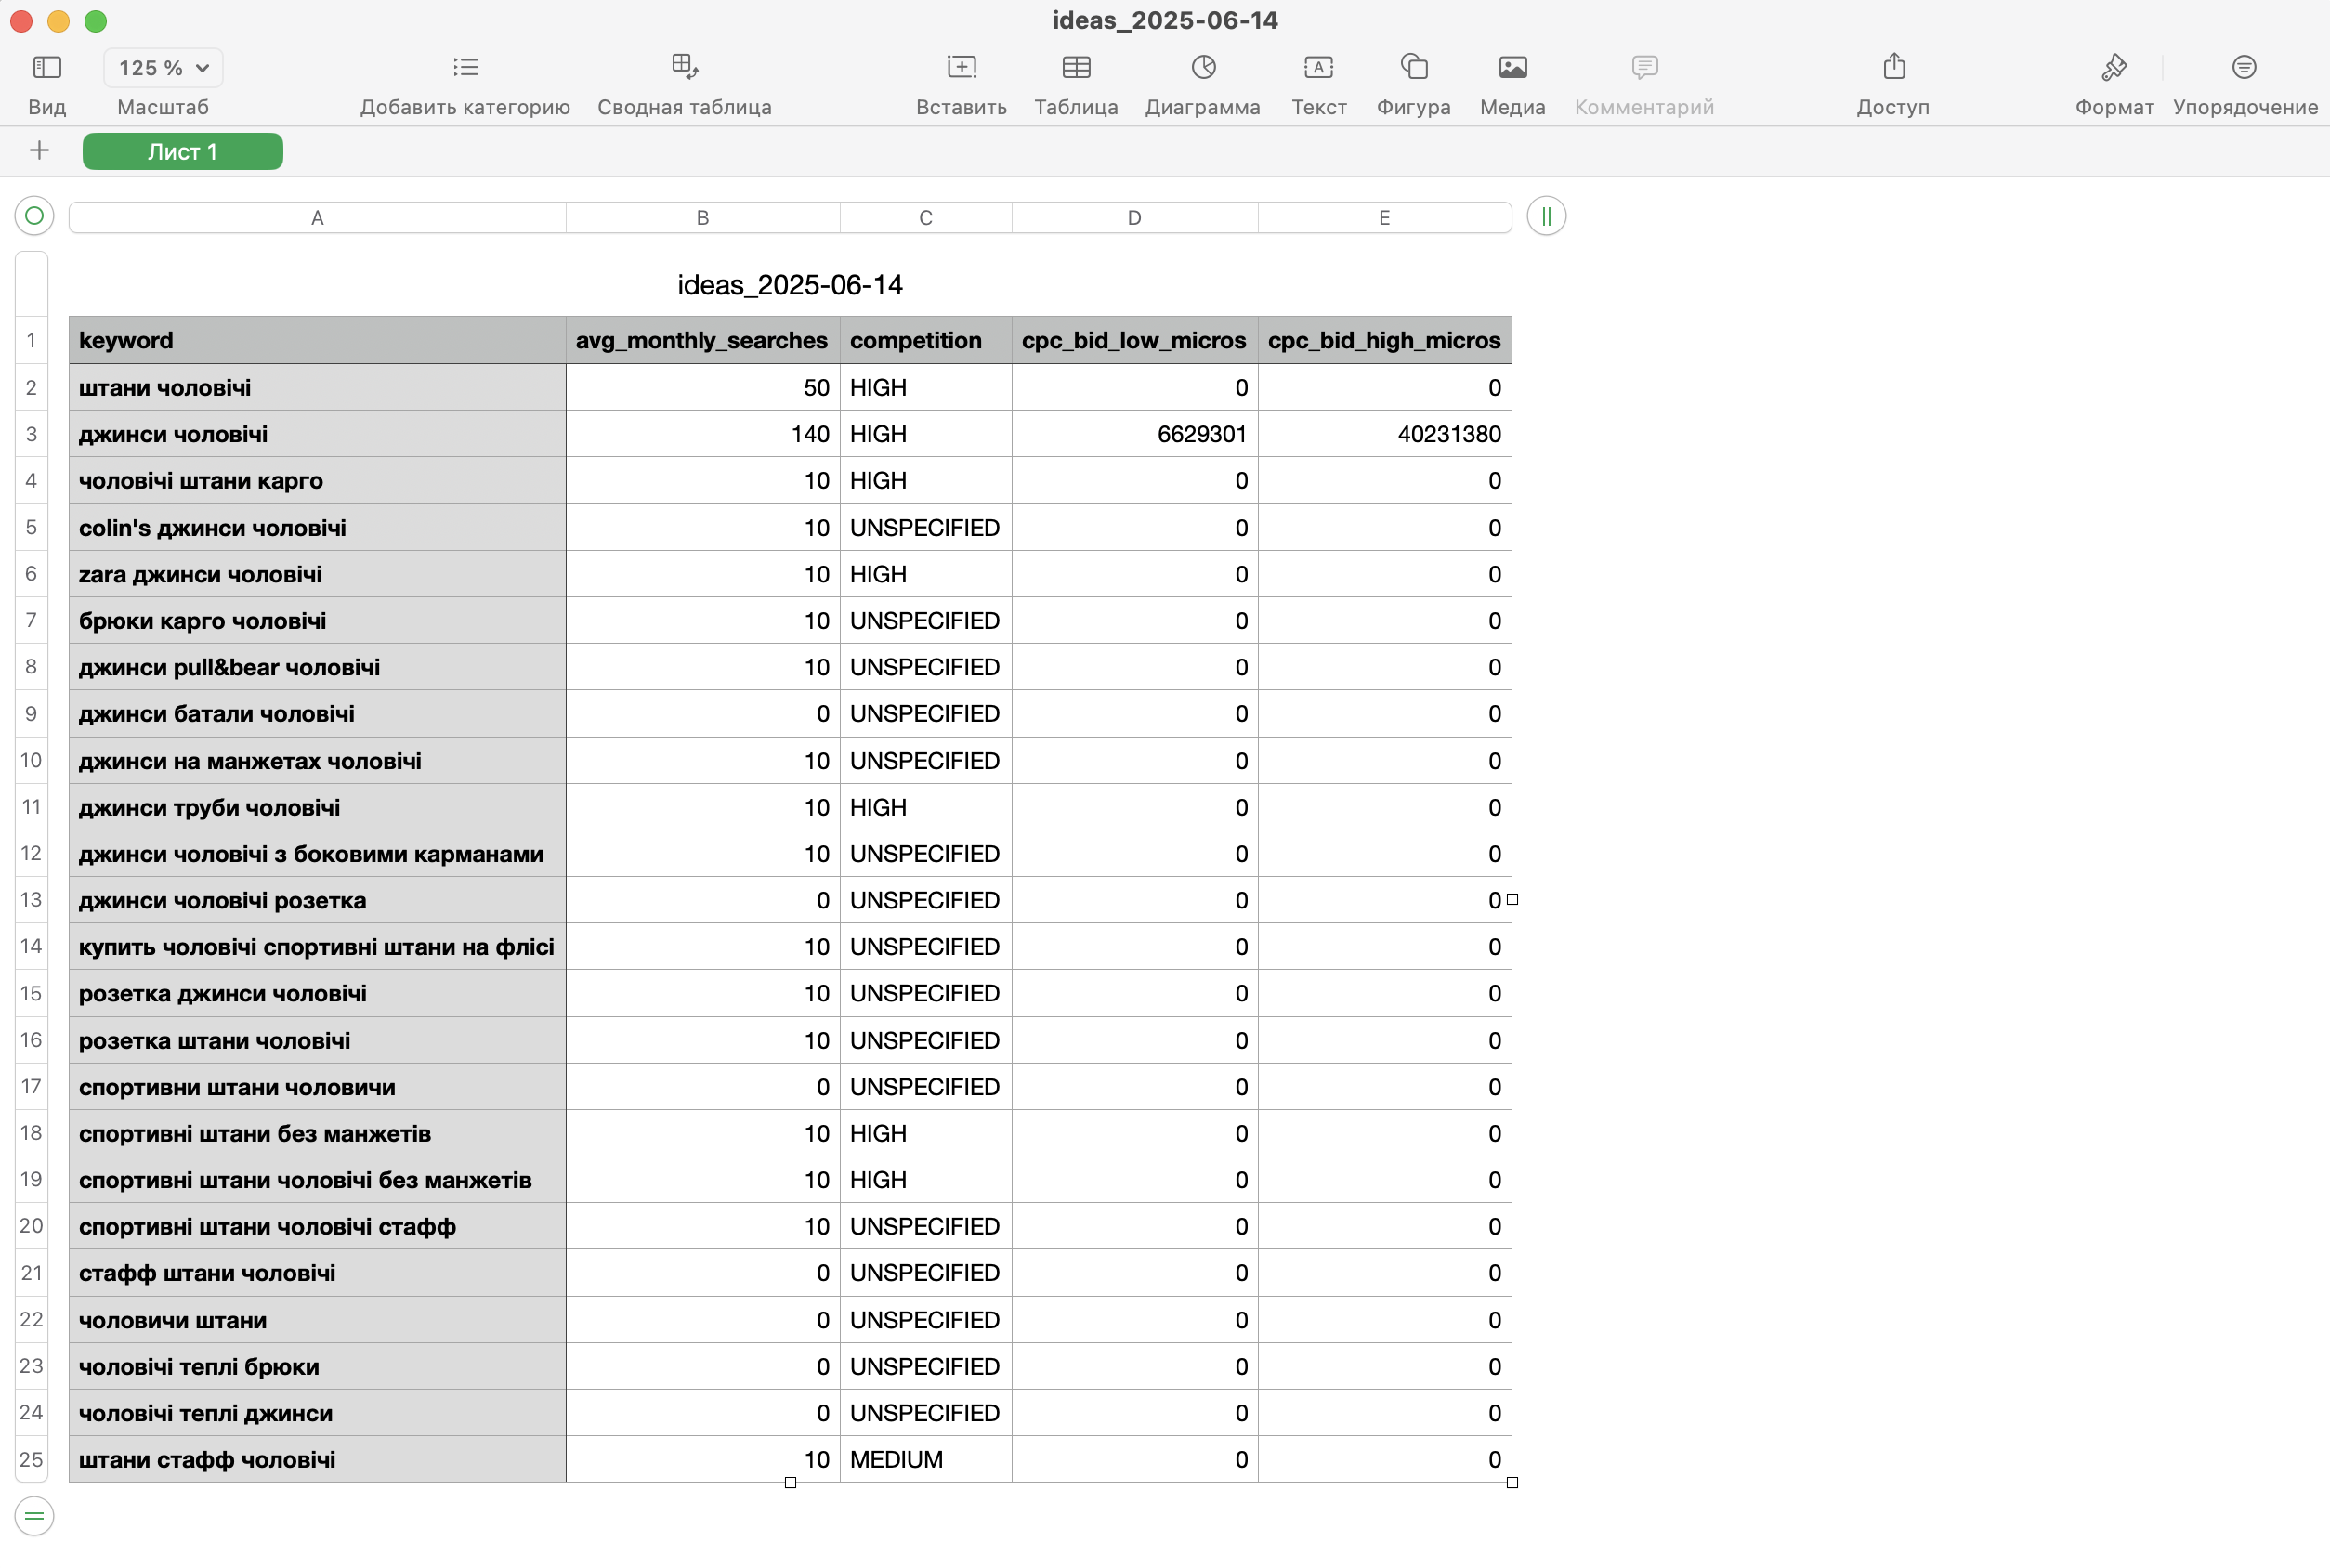 ideas_2025-06-14
125 %
Вид Масштаб Добавить категорию Сводная таблица Вставить Таблица Диаграмма Текст Фигура Медиа Комментарий Доступ Формат Упорядочение
Лист 1
A B C D E
ideas_2025-06-14
1 keyword avg_monthly_searches competition cpc_bid_low_micros cpc_bid_high_micros
2 штани чоловічі 50 HIGH 0 0
3 джинси чоловічі 140 HIGH 6629301 40231380
4 чоловічі штани карго 10 HIGH 0 0
5 colin's джинси чоловічі 10 UNSPECIFIED 0 0
6 zara джинси чоловічі 10 HIGH 0 0
7 брюки карго чоловічі 10 UNSPECIFIED 0 0
8 джинси pull&bear чоловічі 10 UNSPECIFIED 0 0
9 джинси батали чоловічі 0 UNSPECIFIED 0 0
10 джинси на манжетах чоловічі 10 UNSPECIFIED 0 0
11 джинси труби чоловічі 10 HIGH 0 0
12 джинси чоловічі з боковими карманами 10 UNSPECIFIED 0 0
13 джинси чоловічі розетка 0 UNSPECIFIED 0 0
14 купить чоловічі спортивні штани на флісі 10 UNSPECIFIED 0 0
15 розетка джинси чоловічі 10 UNSPECIFIED 0 0
16 розетка штани чоловічі 10 UNSPECIFIED 0 0
17 спортивни штани чоловичи 0 UNSPECIFIED 0 0
18 спортивні штани без манжетів 10 HIGH 0 0
19 спортивні штани чоловічі без манжетів 10 HIGH 0 0
20 спортивні штани чоловічі стафф 10 UNSPECIFIED 0 0
21 стафф штани чоловічі 0 UNSPECIFIED 0 0
22 чоловичи штани 0 UNSPECIFIED 0 0
23 чоловічі теплі брюки 0 UNSPECIFIED 0 0
24 чоловічі теплі джинси 0 UNSPECIFIED 0 0
25 штани стафф чоловічі 10 MEDIUM 0 0